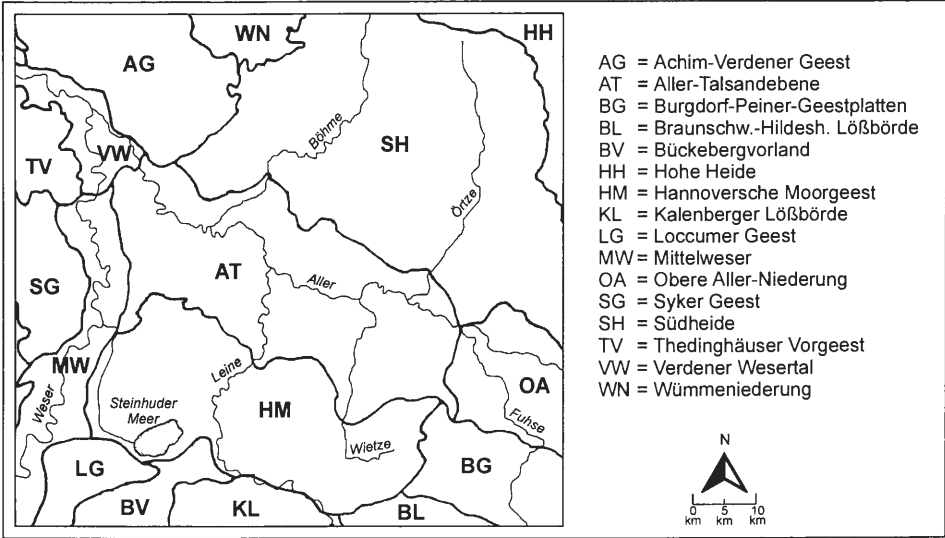 WN
HH
AG
Böhme
SH
VW
TV
Örtze
AT
Aller
SG
MW
Leine
OA
Weser
Steinhuder
Meer
HM
Fuhse
Wietze
LG
BG
BV
KL
BL
AG = Achim-Verdener Geest
AT = Aller-Talsandebene
BG = Burgdorf-Peiner-Geestplatten
BL = Braunschw.-Hildesh. Lößbörde
BV = Bückebergvorland
HH = Hohe Heide
HM = Hannoversche Moorgeest
KL = Kalenberger Lößbörde
LG = Loccumer Geest
MW = Mittelweser
OA = Obere Aller-Niederung
SG = Syker Geest
SH = Südheide
TV = Thedinghäuser Vorgeest
VW = Verdener Wesertal
WN = Wümmeniederung
N
0 5 10
km km km